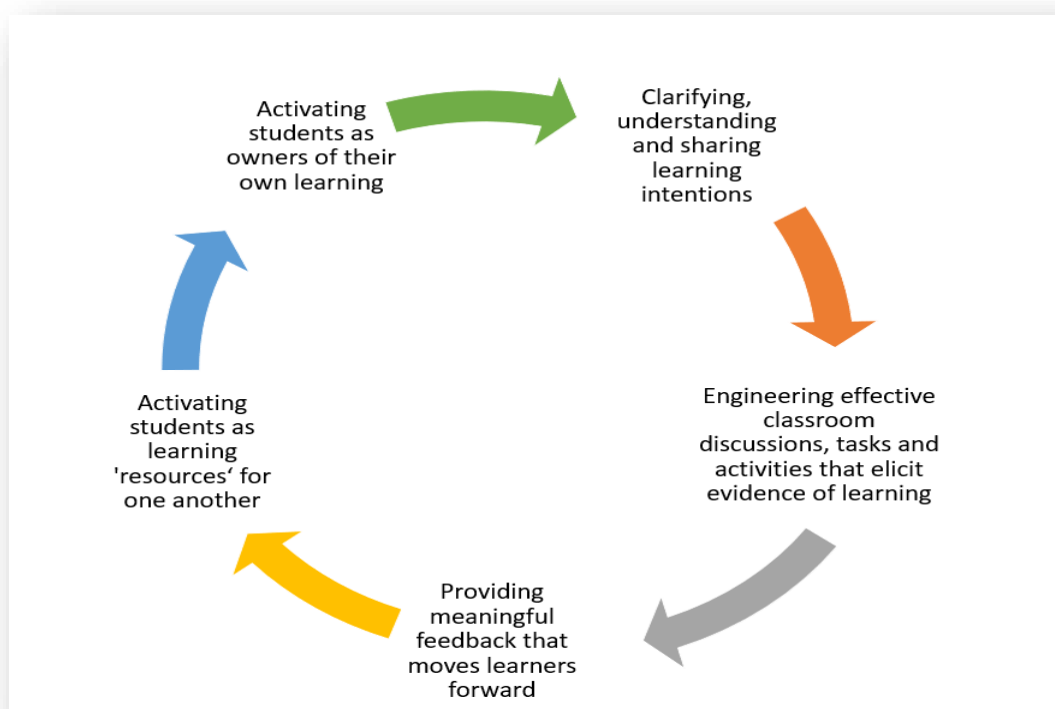 Activating
students as
owners of their
own learning
Clarifying,
understanding
and sharing
learning
intentions
Engineering effective
classroom
discussions, tasks and
activities that elicit
evidence of learning
Providing
meaningful
feedback that
moves learners
forward
Activating
students as
learning
'resources‘ for
one another